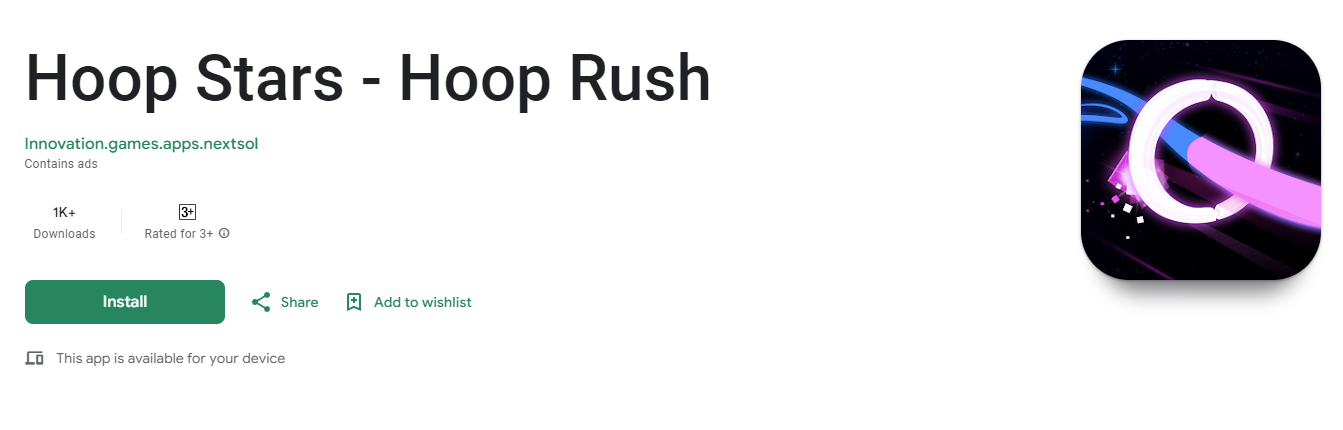 Hoop Stars - Hoop Rush
Innovation.games.apps.nextsol
Contains ads
1K+
Downloads
3+
Rated for 3+
Install
Share
Add to wishlist
This app is available for your device